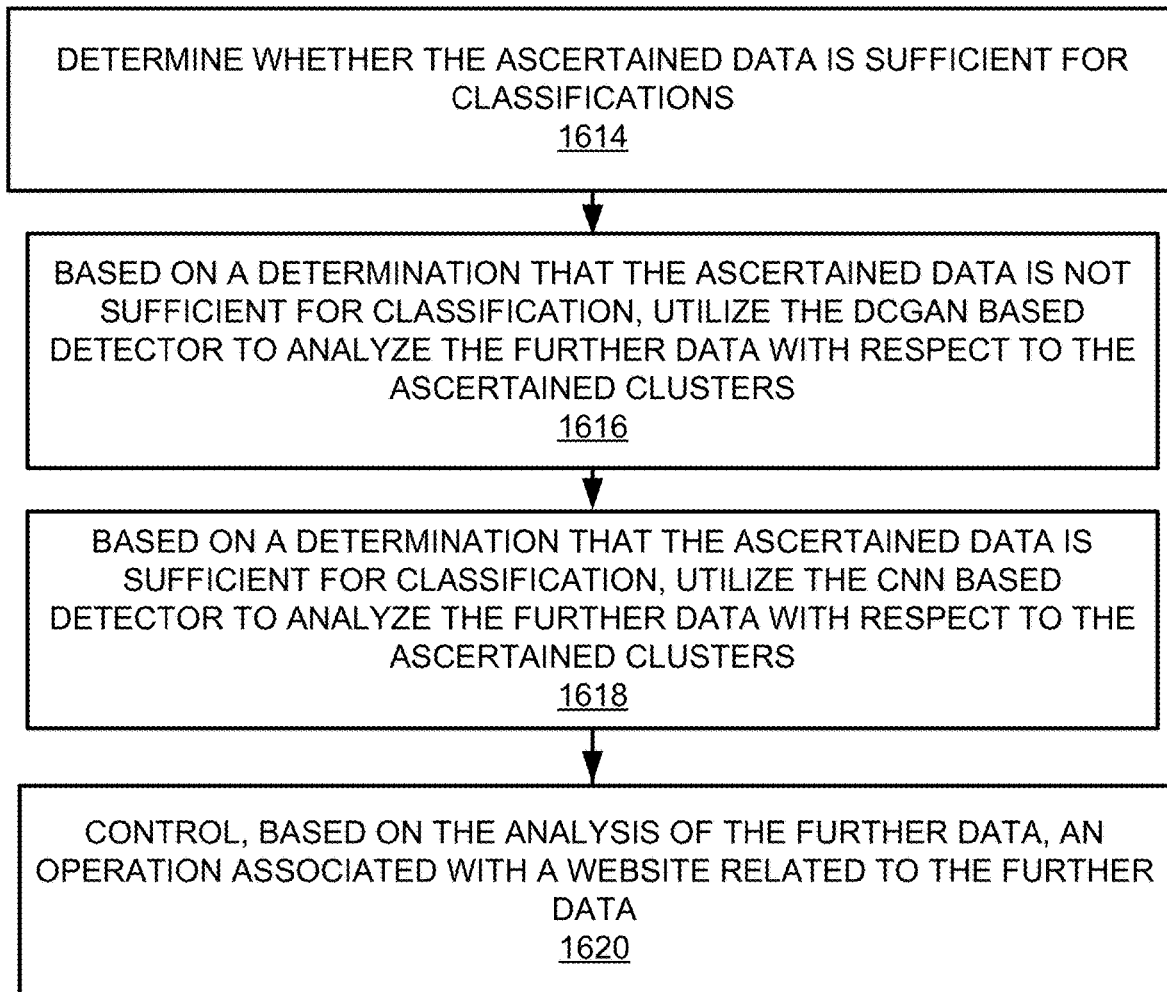 DETERMINE WHETHER THE ASCERTAINED DATA IS SUFFICIENT FOR
CLASSIFICATIONS
1614
BASED ON A DETERMINATION THAT THE ASCERTAINED DATA IS NOT
SUFFICIENT FOR CLASSIFICATION, UTILIZE THE DCGAN BASED
DETECTOR TO ANALYZE THE FURTHER DATA WITH RESPECT TO THE
ASCERTAINED CLUSTERS
1616
BASED ON A DETERMINATION THAT THE ASCERTAINED DATA IS
SUFFICIENT FOR CLASSIFICATION, UTILIZE THE CNN BASED
DETECTOR TO ANALYZE THE FURTHER DATA WITH RESPECT TO THE
ASCERTAINED CLUSTERS
1618
CONTROL, BASED ON THE ANALYSIS OF THE FURTHER DATA, AN
OPERATION ASSOCIATED WITH A WEBSITE RELATED TO THE FURTHER
DATA
1620